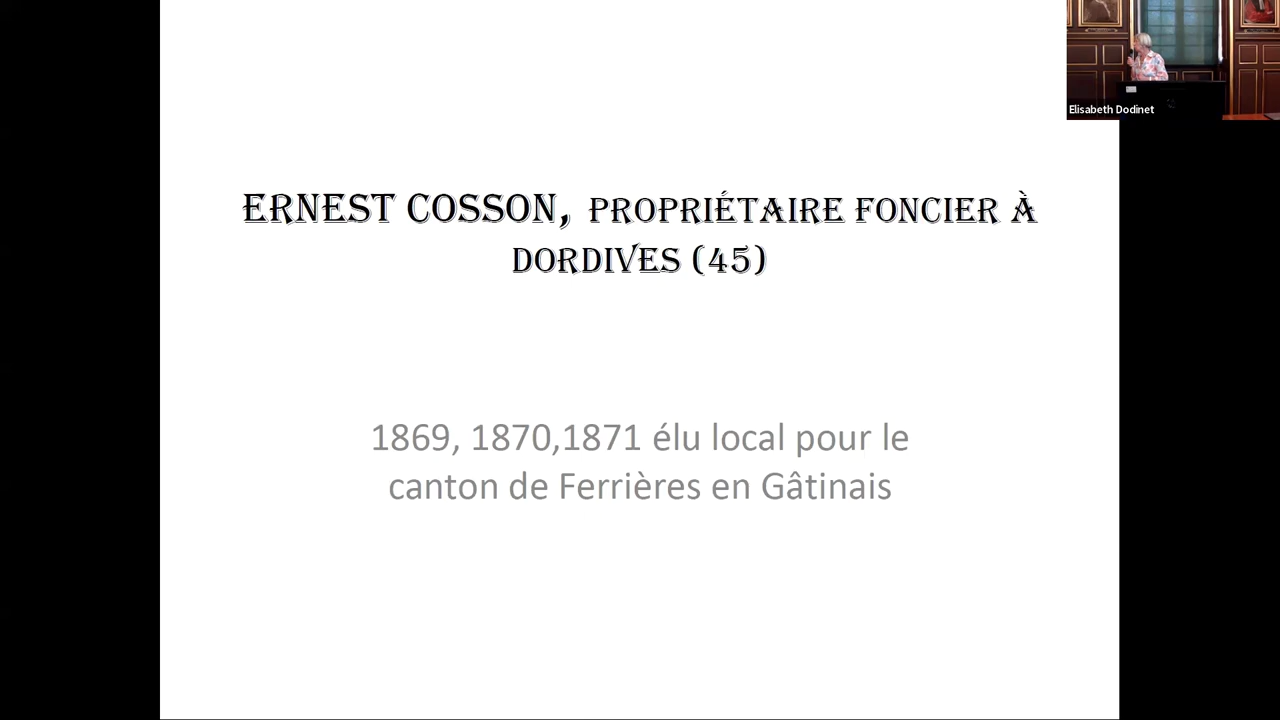 ERNEST COSSON, PROPRIÉTAIRE FONCIER À
DORDIVES (45)
1869, 1870,1871 élu local pour le
canton de Ferrières en Gâtinais
Elisabeth Dodinet